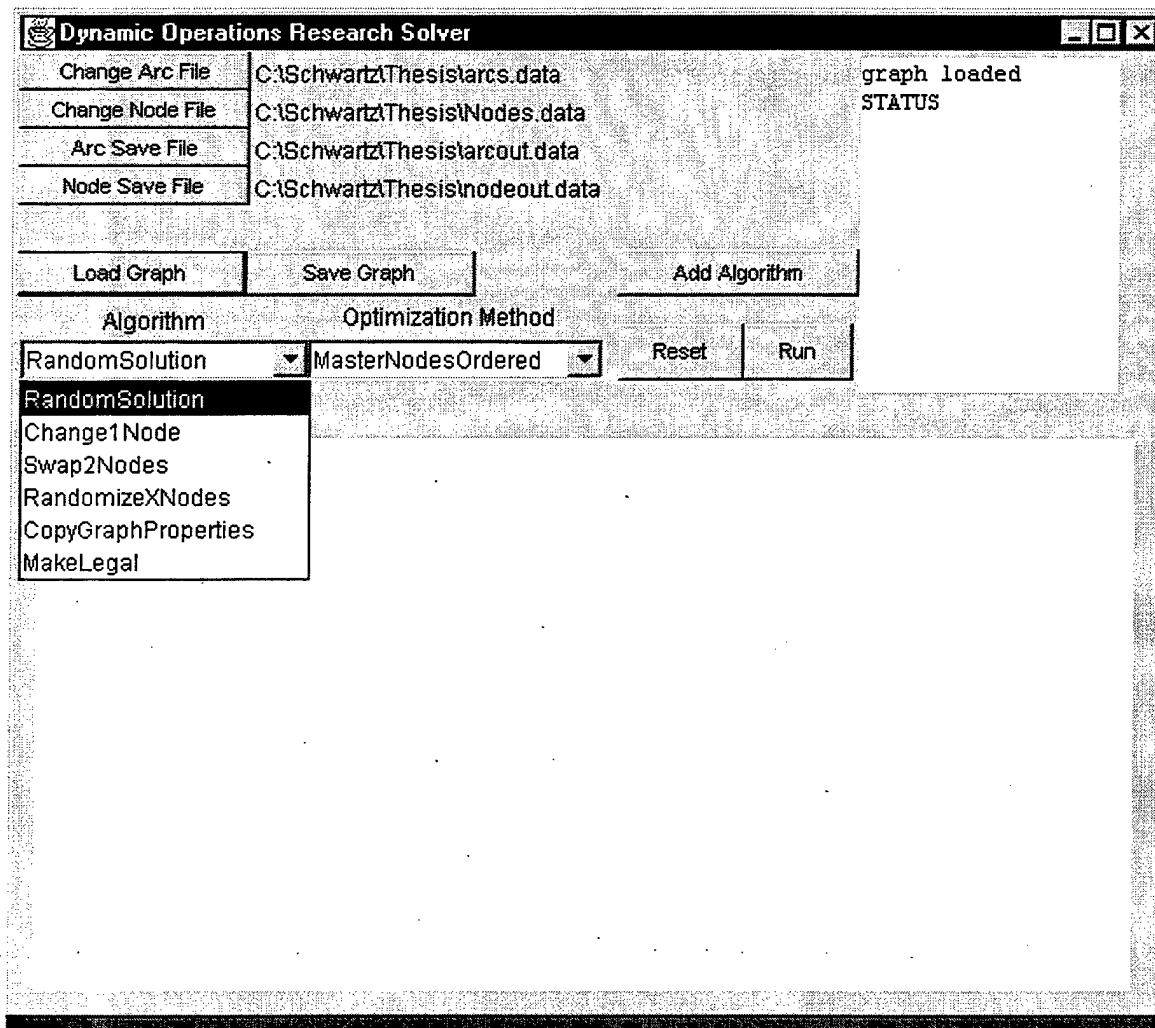 Dynamic Operations Research Solver
Change Arc File C:\Schwartz\Thesis\arcs.data
Change Node File C:\Schwartz\Thesis\Nodes.data
Arc Save File C:\Schwartz\Thesis\arcout.data
Node Save File C:\Schwartz\Thesis\nodeout.data
graph loaded
STATUS
Load Graph Save Graph Add Algorithm
Algorithm Optimization Method
RandomSolution MasterNodesOrdered Reset Run
RandomSolution
Change1Node
Swap2Nodes
RandomizeXNodes
CopyGraphProperties
MakeLegal